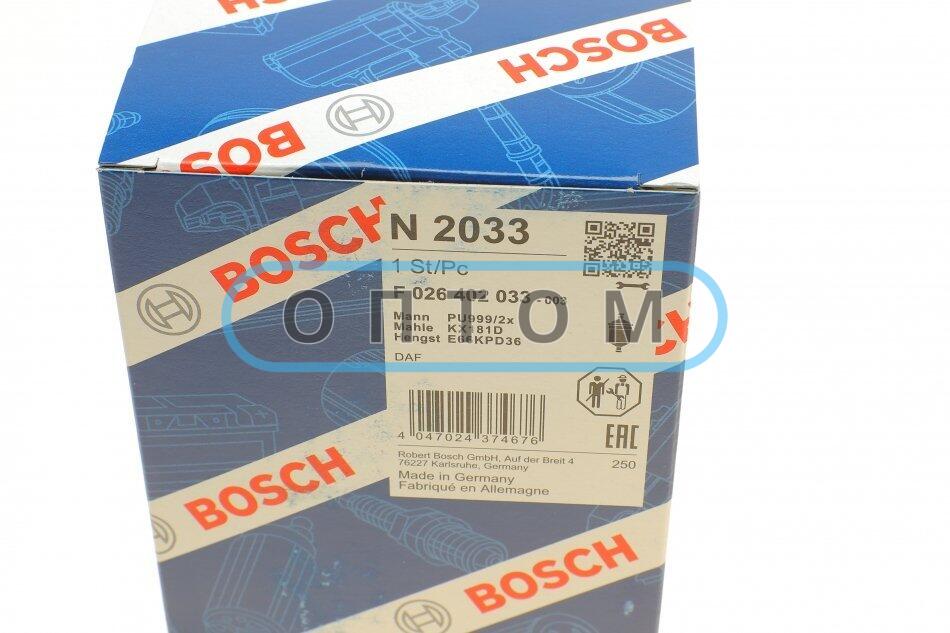 BOSCH
BOSCH
BOSCH
N 2033
1 St/Pc
F 026 402 033 - 003
ОПТОМ
Mann PU999/2x
Mahle KX181D
Hengst E66KPD36
DAF
4 047024 374676
EAC
Robert Bosch GmbH, Auf der Breit 4
76227 Karlsruhe, Germany
250
Made in Germany
Fabriqué en Allemagne
BOSCH
BOSCH